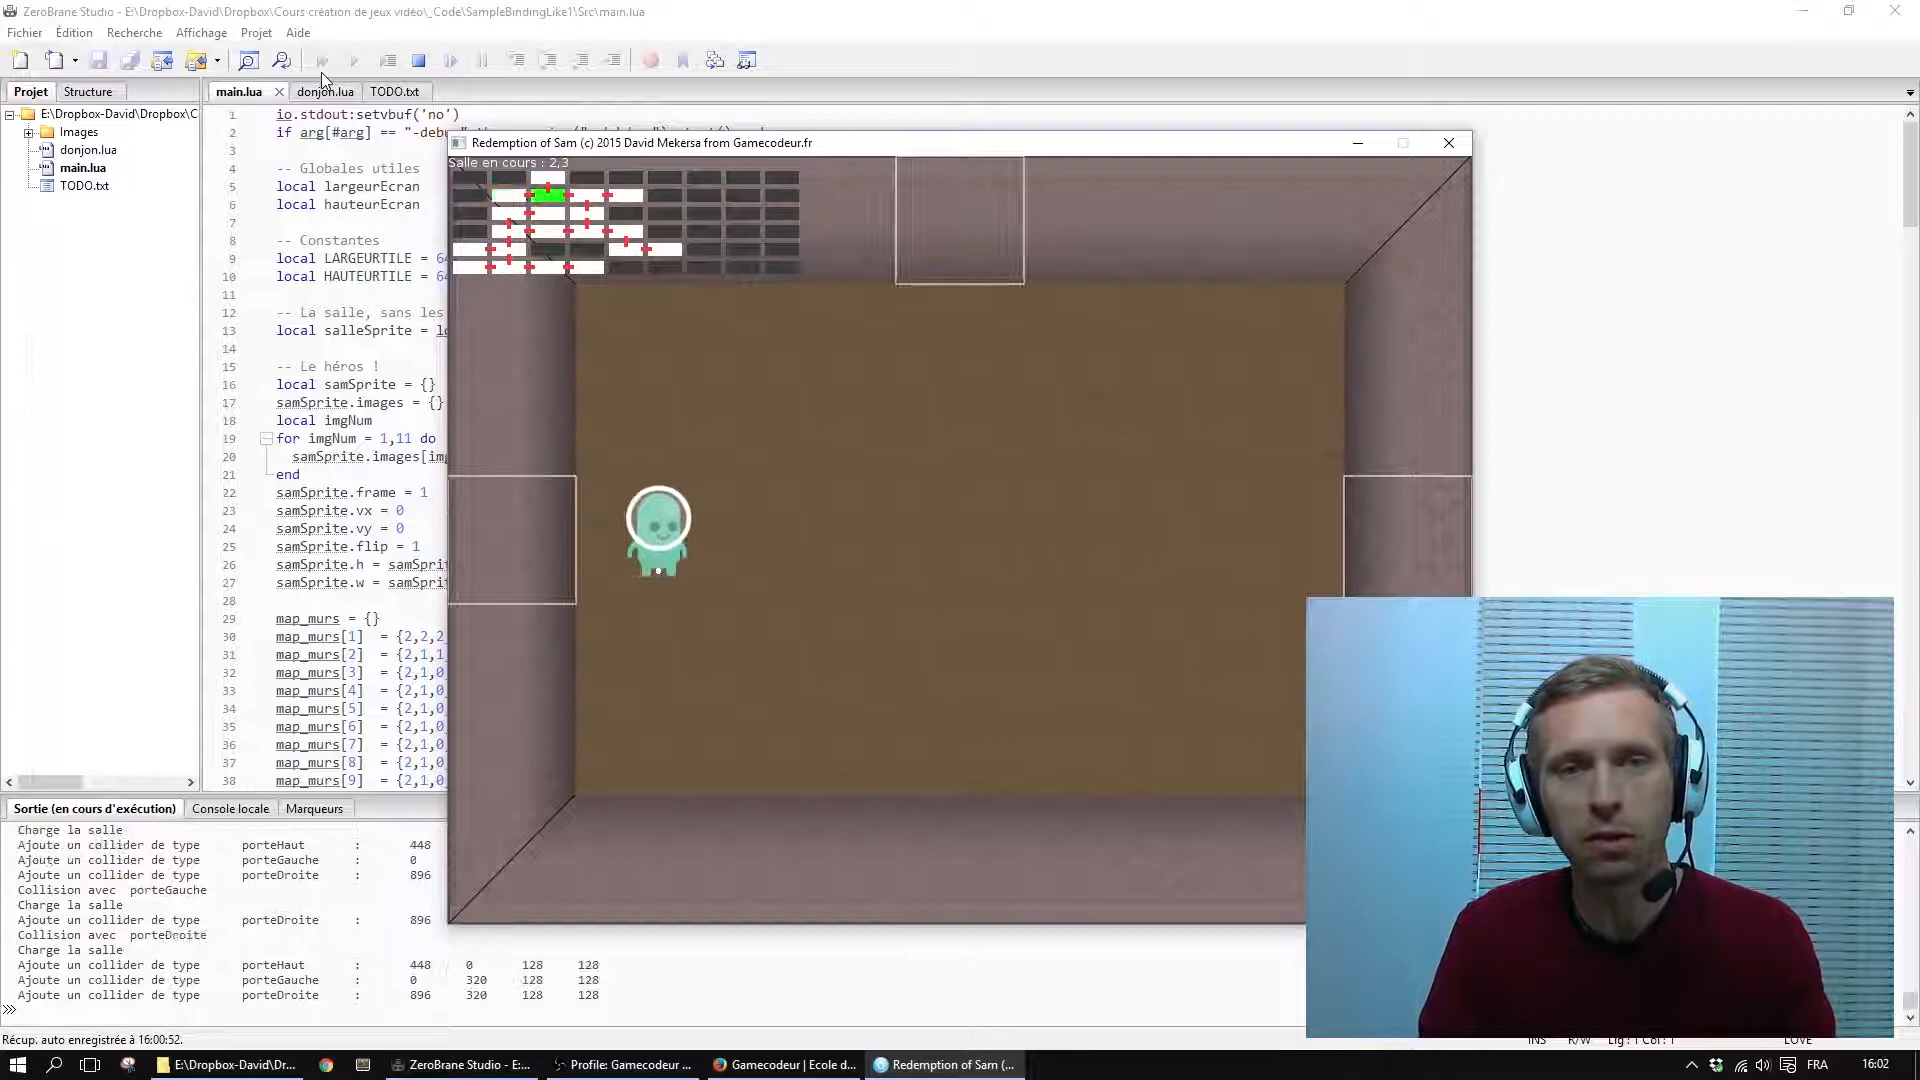 ZeroBrane Studio - E:\Dropbox-David\Dropbox\Cours création de jeux vidéo\_Code\SampleBindingLike1\Src\main.lua
Fichier Édition Recherche Affichage Projet Aide
Projet Structure
main.lua donjon.lua TODO.txt
E:\Dropbox-David\Dropbox\C
Images
donjon.lua
main.lua
TODO.txt
1 io.stdout:setvbuf('no')
2 if arg[#arg] == "-debu
3
4 -- Globales utiles
5 local largeurEcran
6 local hauteurEcran
7
8 -- Constantes
9 local LARGEURTILE = 6
10 local HAUTEURTILE = 6
11
12 -- La salle, sans les
13 local salleSprite = lo
14
15 -- Le héros !
16 local samSprite = {}
17 samSprite.images = {}
18 local imgNum
19 for imgNum = 1,11 do
20 samSprite.images[img
21 end
22 samSprite.frame = 1
23 samSprite.vx = 0
24 samSprite.vy = 0
25 samSprite.flip = 1
26 samSprite.h = samSpri
27 samSprite.w = samSpri
28
29 map_murs = {}
30 map_murs[1] = {2,2,2
31 map_murs[2] = {2,1,1
32 map_murs[3] = {2,1,0
33 map_murs[4] = {2,1,0
34 map_murs[5] = {2,1,0
35 map_murs[6] = {2,1,0
36 map_murs[7] = {2,1,0
37 map_murs[8] = {2,1,0
38 map_murs[9] = {2,1,0
Redemption of Sam (c) 2015 David Mekersa from Gamecodeur.fr
Salle en cours : 2,3
Sortie (en cours d'exécution) Console locale Marqueurs
Charge la salle
Ajoute un collider de type porteHaut : 448
Ajoute un collider de type porteGauche : 0
Ajoute un collider de type porteDroite : 896
Collision avec porteGauche
Charge la salle
Ajoute un collider de type porteDroite : 896
Collision avec porteDroite
Charge la salle
Ajoute un collider de type porteHaut : 448 0 128 128
Ajoute un collider de type porteGauche : 0 320 128 128
Ajoute un collider de type porteDroite : 896 320 128 128
Récup. auto enregistrée à 16:00:52.
INS R/W Lig : 1 Col : 1 LÖVE
E:\Dropbox-David\Dr... ZeroBrane Studio - E:... Profile: Gamecodeur ... Gamecodeur | Ecole d... Redemption of Sam (... FRA 16:02